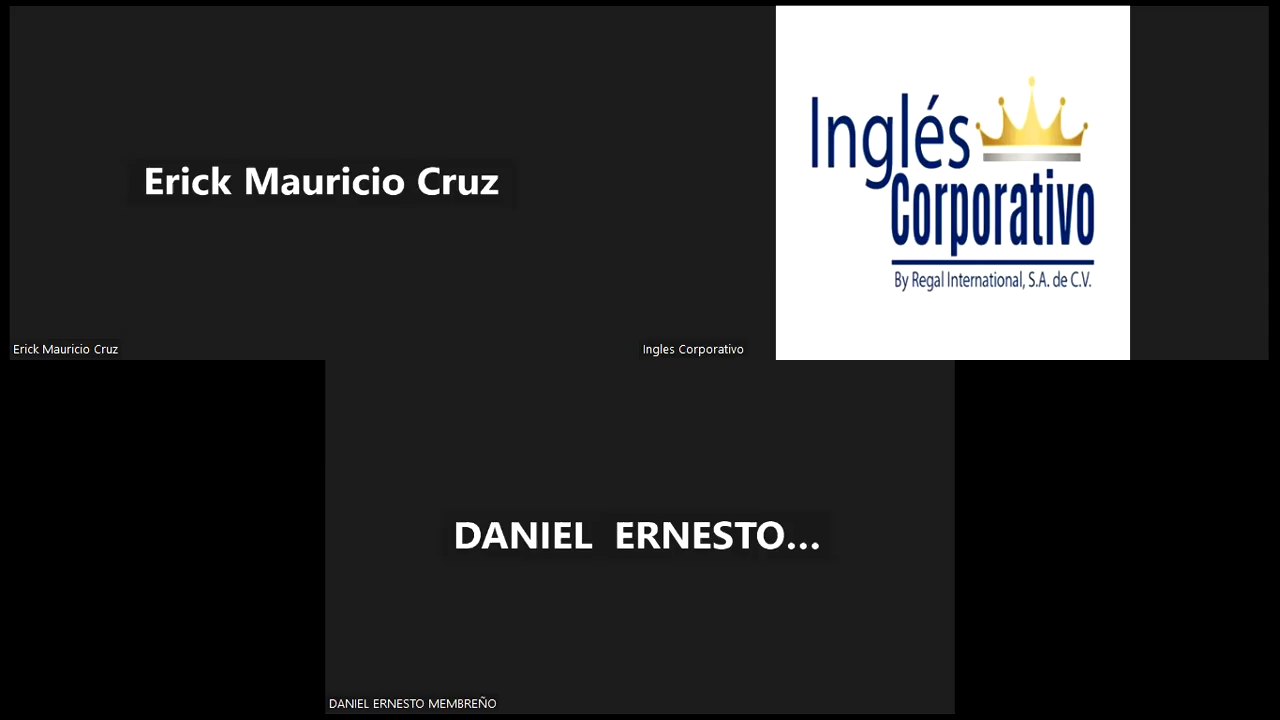 Erick Mauricio Cruz
Erick Mauricio Cruz
Inglés
Corporativo
By Regal International, S.A. de C.V.
Ingles Corporativo
DANIEL ERNESTO...
DANIEL ERNESTO MEMBREÑO